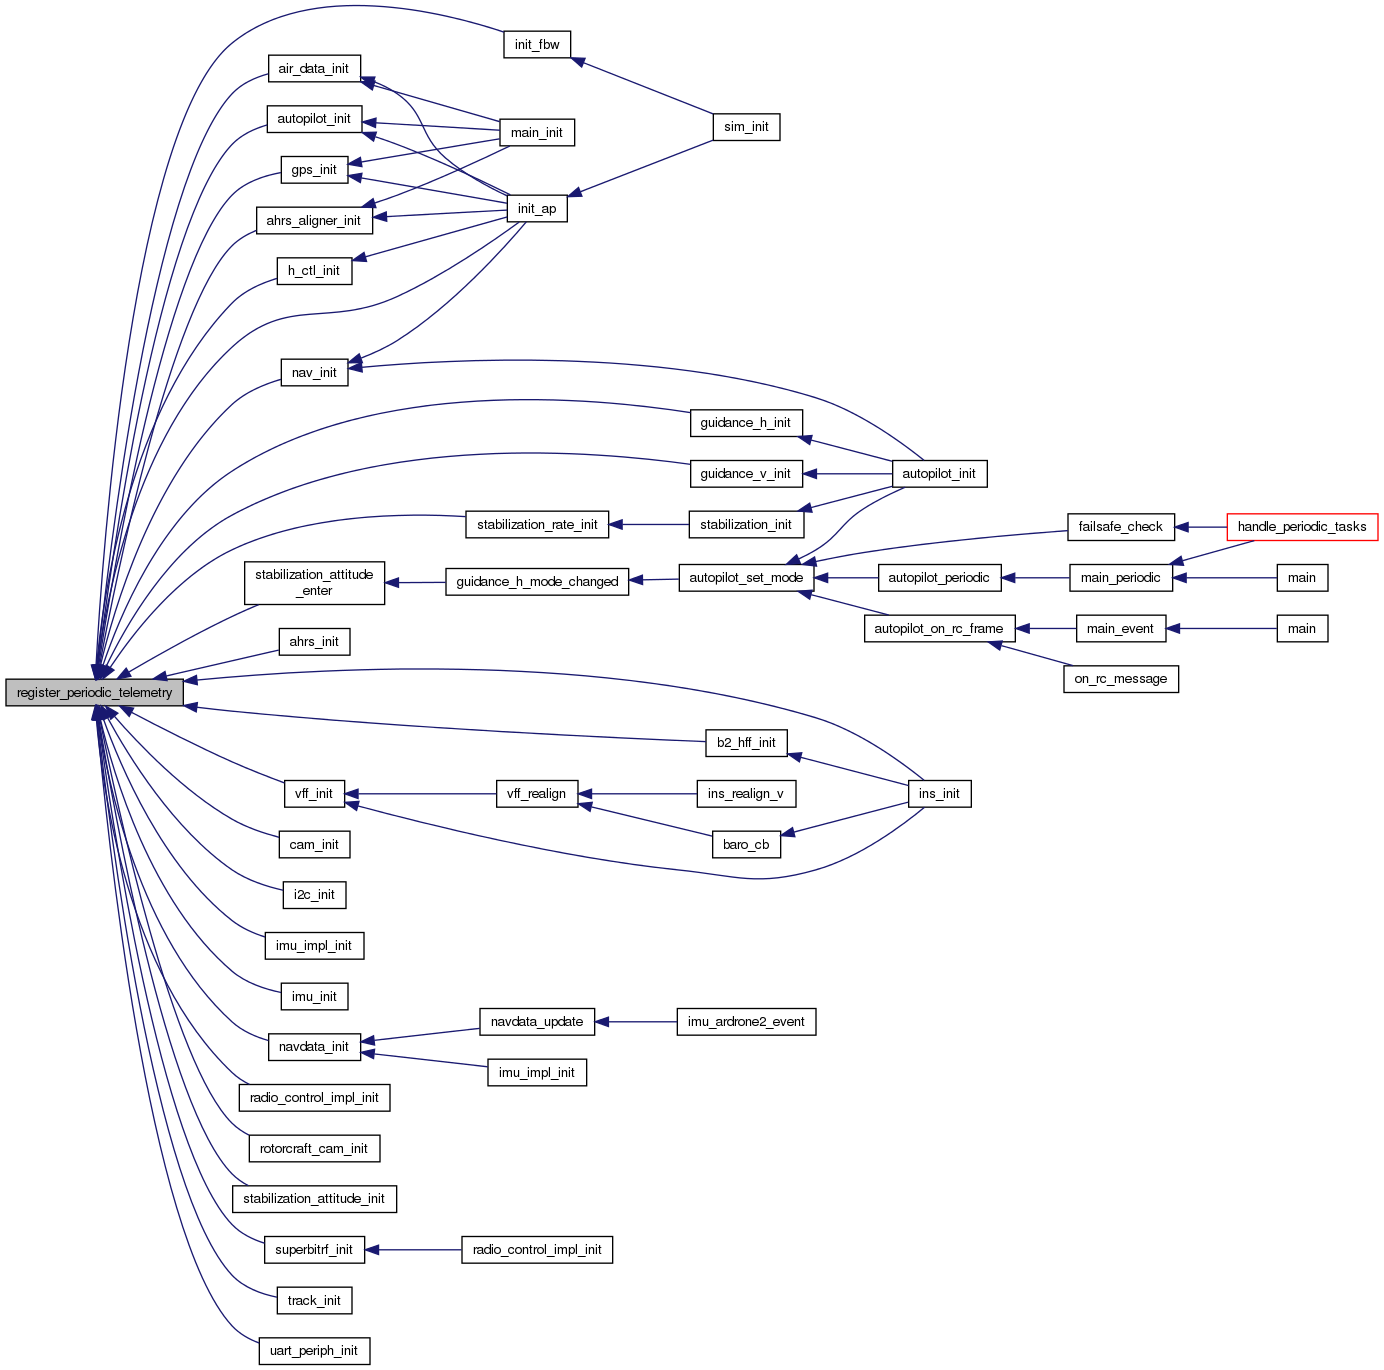 init_fbw
air_data_init
autopilot_init
main_init
sim_init
gps_init
init_ap
ahrs_aligner_init
h_ctl_init
nav_init
guidance_h_init
guidance_v_init
autopilot_init
stabilization_rate_init
stabilization_init
failsafe_check
handle_periodic_tasks
stabilization_attitude
_enter
guidance_h_mode_changed
autopilot_set_mode
autopilot_periodic
main_periodic
main
autopilot_on_rc_frame
main_event
main
ahrs_init
on_rc_message
register_periodic_telemetry
b2_hff_init
vff_init
vff_realign
ins_realign_v
ins_init
cam_init
baro_cb
i2c_init
imu_impl_init
imu_init
navdata_init
navdata_update
imu_ardrone2_event
imu_impl_init
radio_control_impl_init
rotorcraft_cam_init
stabilization_attitude_init
superbitrf_init
radio_control_impl_init
track_init
uart_periph_init